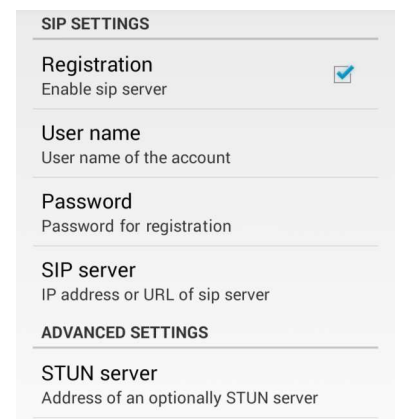 SIP SETTINGS
Registration
Enable sip server
User name
User name of the account
Password
Password for registration
SIP server
IP address or URL of sip server
ADVANCED SETTINGS
STUN server
Address of an optionally STUN server